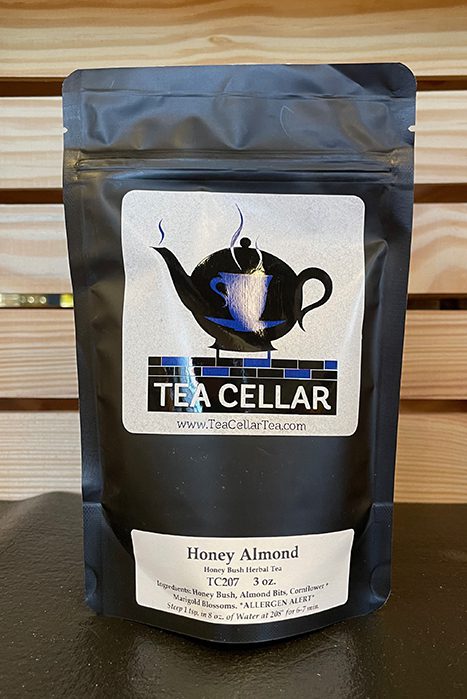 TEA CELLAR
www.TeaCellarTea.com
Honey Almond
Honey Bush Herbal Tea
TC207 3 oz.
Ingredients: Honey Bush, Almond Bits, Cornflower *
Marigold Blossoms. *ALLERGEN ALERT*
Steep 1 tsp. in 8 oz. of Water at 208° for 6-7 min.